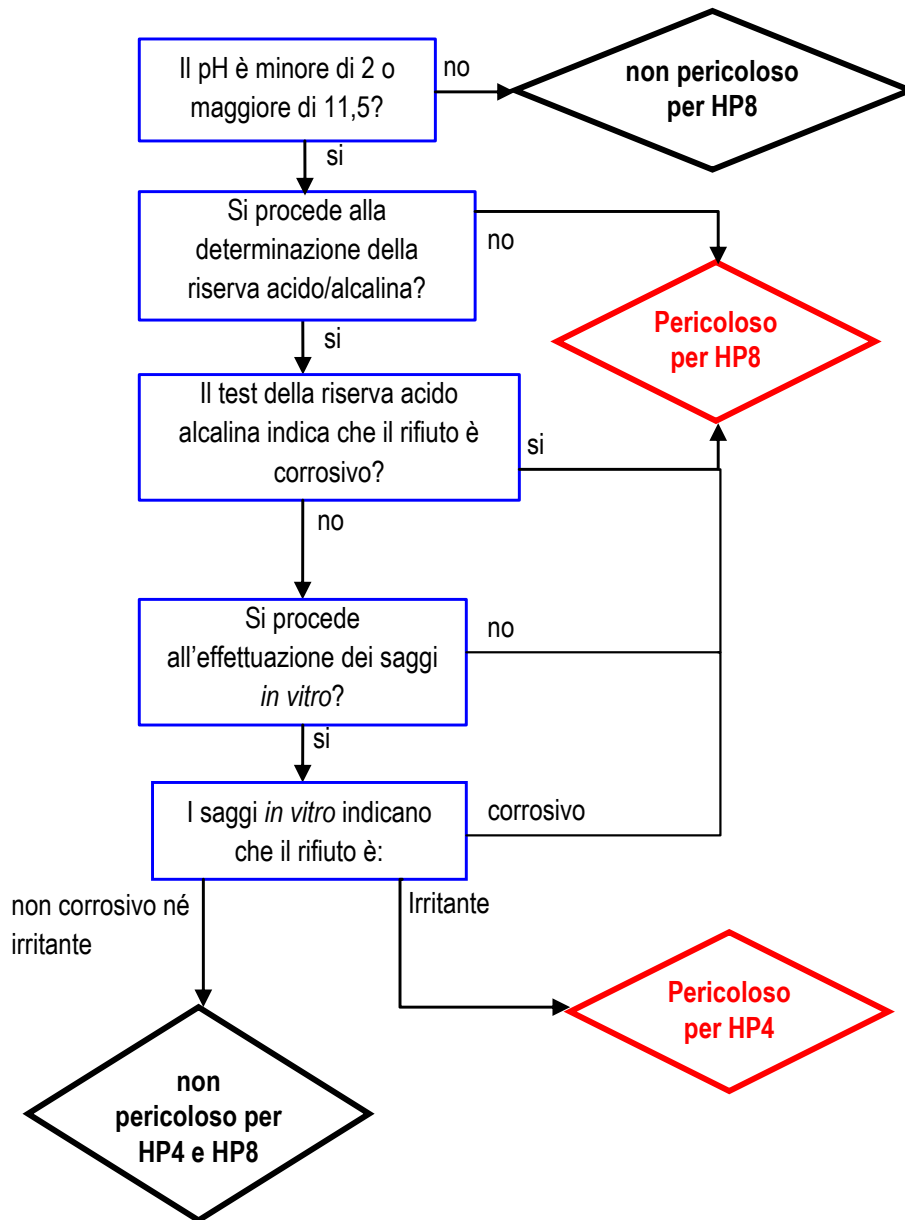 Il pH è minore di 2 o
maggiore di 11,5?
no
non pericoloso
per HP8
si
Si procede alla
determinazione della
riserva acido/alcalina?
no
Pericoloso
per HP8
si
Il test della riserva acido
alcalina indica che il rifiuto è
corrosivo?
si
no
Si procede
all'effettuazione dei saggi
in vitro?
no
si
I saggi in vitro indicano
che il rifiuto è:
corrosivo
non corrosivo né
irritante
Irritante
Pericoloso
per HP4
non
pericoloso per
HP4 e HP8